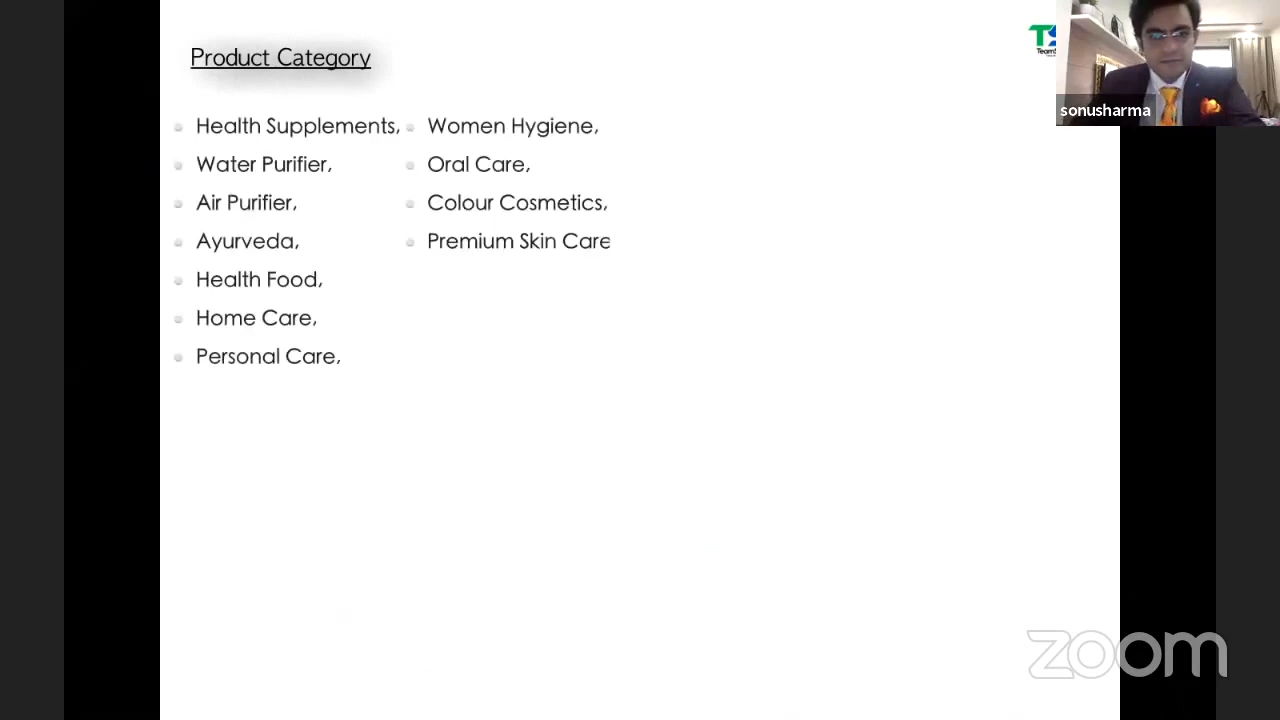 Product Category
Health Supplements,
Water Purifier,
Air Purifier,
Ayurveda,
Health Food,
Home Care,
Personal Care,
Women Hygiene,
Oral Care,
Colour Cosmetics,
Premium Skin Care
sonusharma
zoom